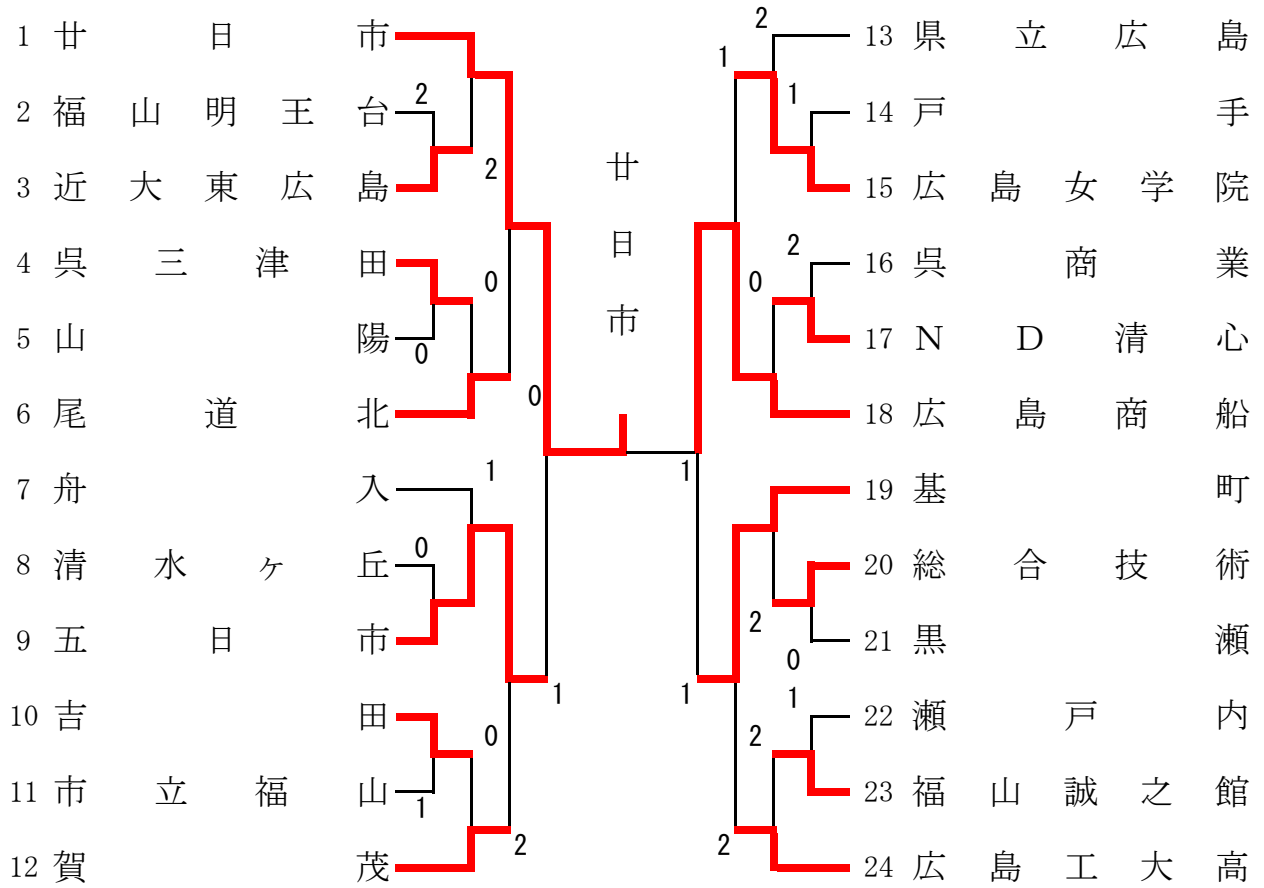 1 廿日市
2 福山明王台
3 近大東広島
4 呉三津田
5 山陽
6 尾道北
7 舟入
8 清水ヶ丘
9 五日市
10 吉田
11 市立福山
12 賀茂
2
2
0
0
0
1
0
0
1
1
2
廿日市
1
13 県立広島
14 戸手
15 広島女学院
16 呉商業
17 ND清心
18 広島商船
19 基町
20 総合技術
21 黒瀬
22 瀬戸内
23 福山誠之館
24 広島工大高
2
1
1
2
0
2
0
1
1
2
2